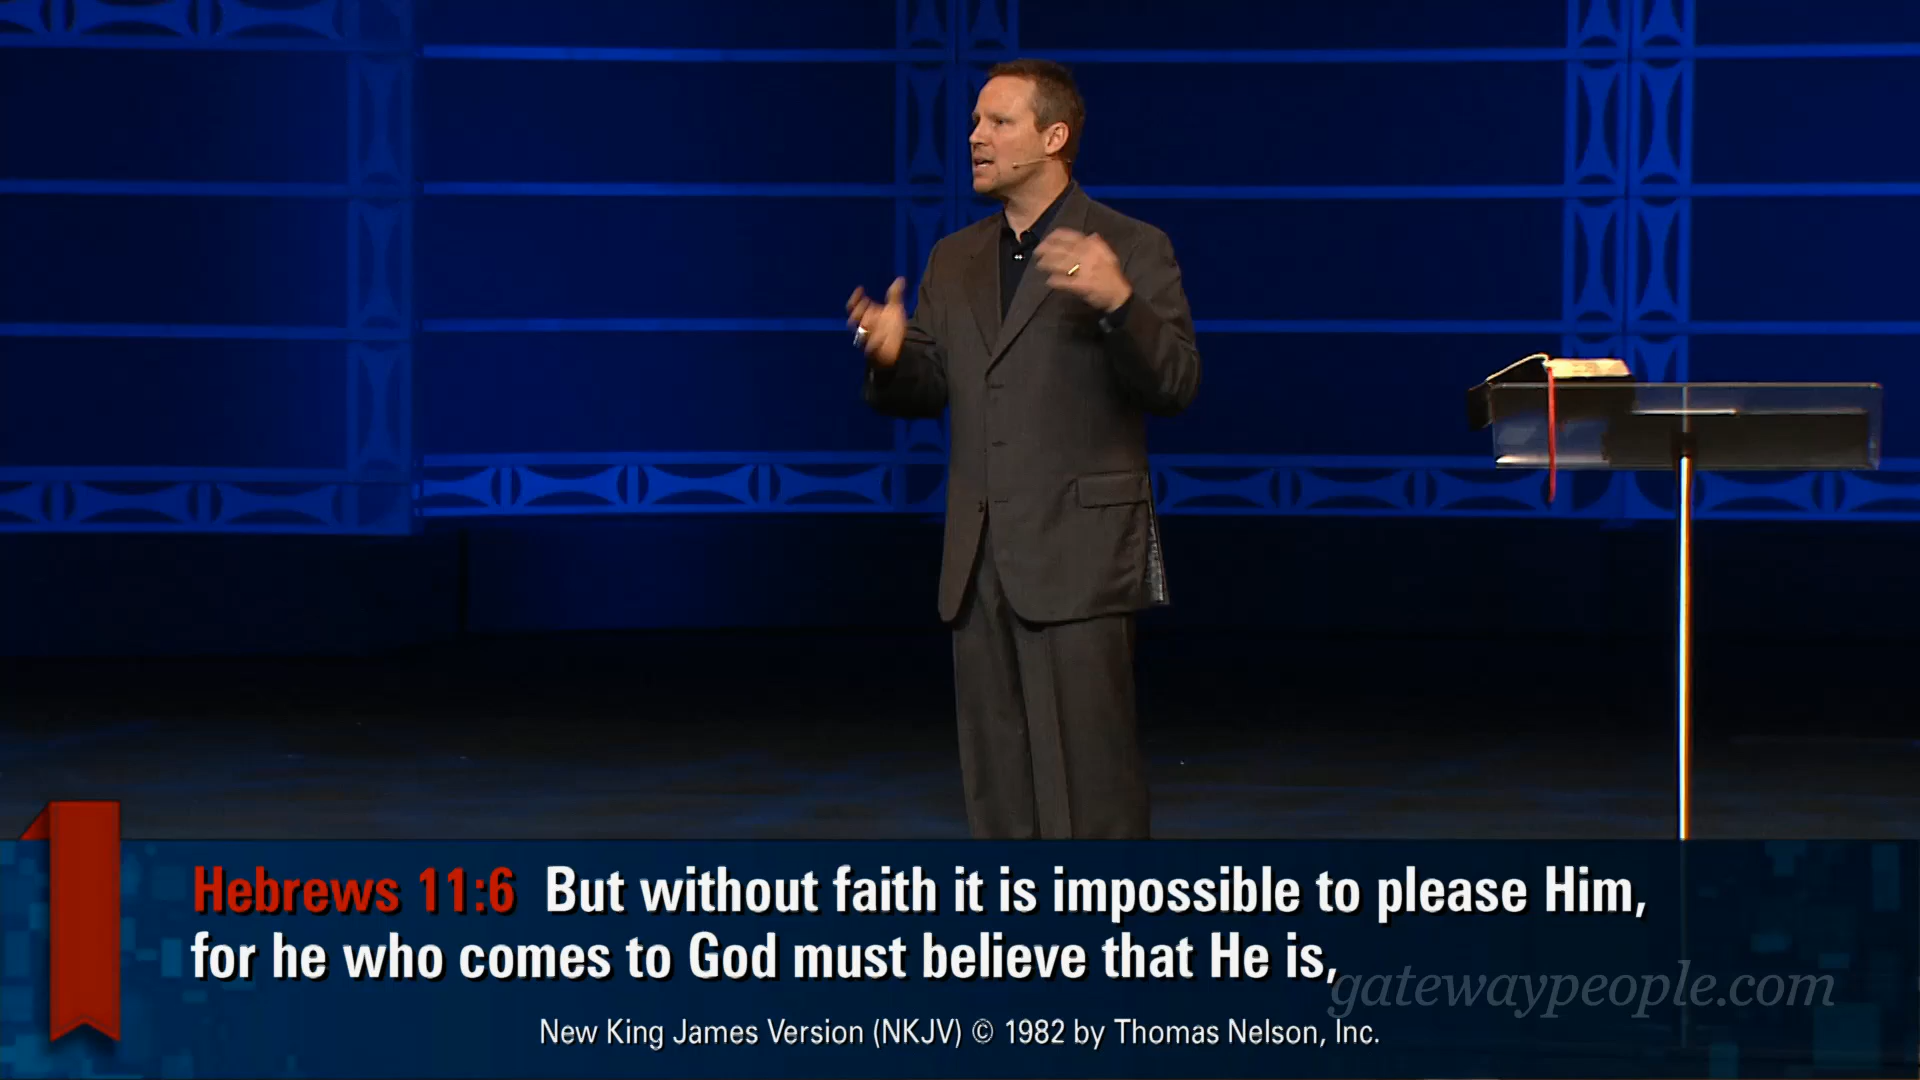 Hebrews 11:6 But without faith it is impossible to please Him,
for he who comes to God must believe that He is,
gatewaypeople.com
New King James Version (NKJV) © 1982 by Thomas Nelson, Inc.